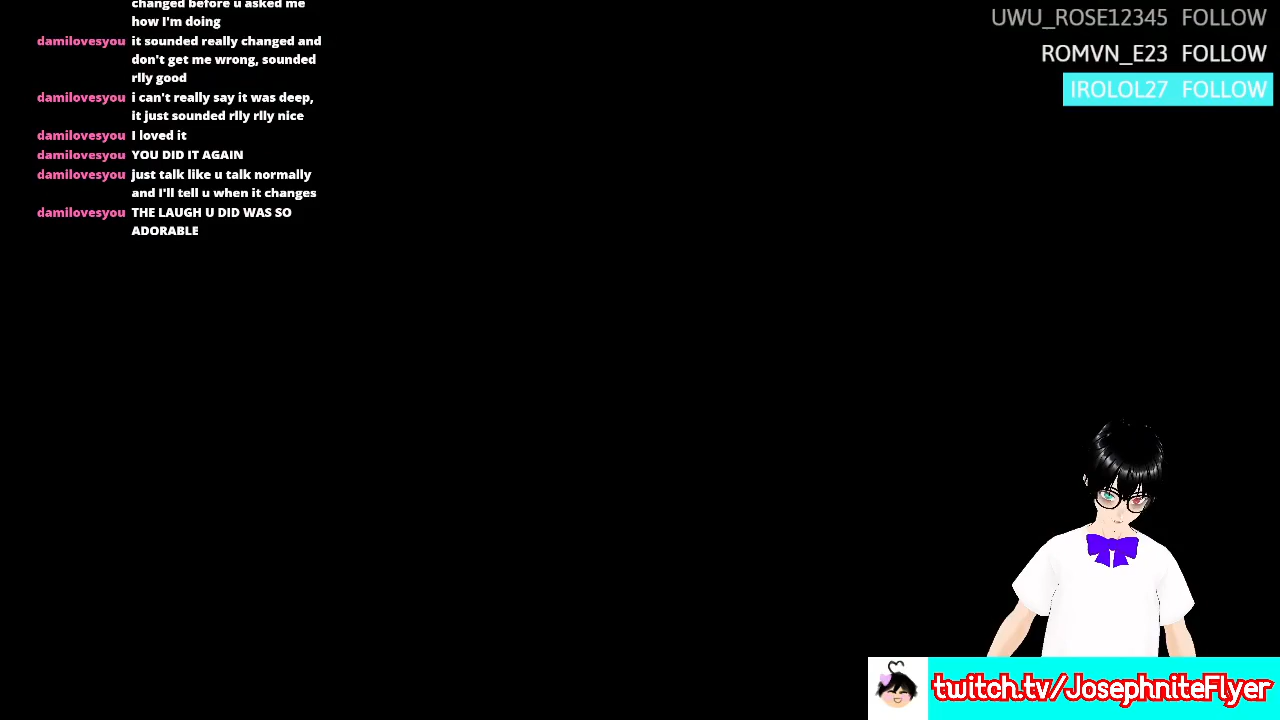 changed before u asked me
how I'm doing
damilovesyou it sounded really changed and
don't get me wrong, sounded
rlly good
damilovesyou i can't really say it was deep,
it just sounded rlly rlly nice
damilovesyou I loved it
damilovesyou YOU DID IT AGAIN
damilovesyou just talk like u talk normally
and I'll tell u when it changes
damilovesyou THE LAUGH U DID WAS SO
ADORABLE
UWU_ROSE12345 FOLLOW
ROMVN_E23 FOLLOW
IROLOL27 FOLLOW
twitch.tv/JosephniteFlyer